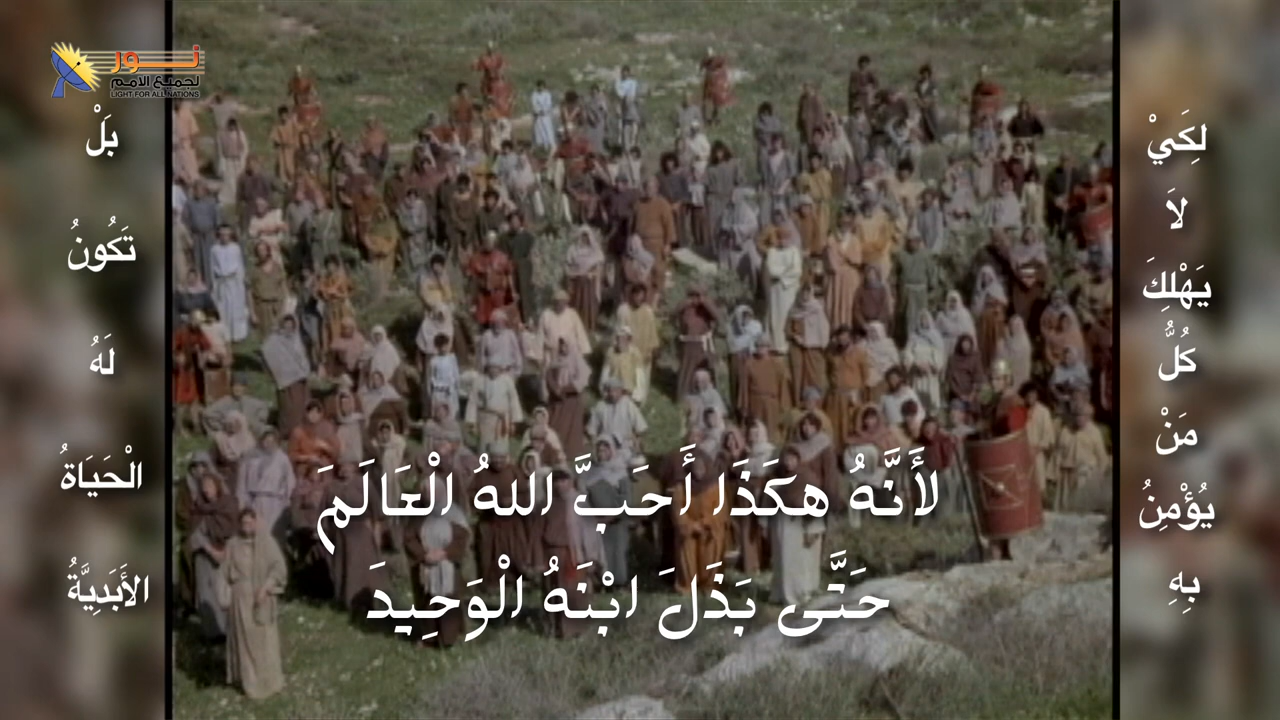 نور
لجميع الأمم
LIGHT FOR ALL NATIONS
لأَنَّهُ هكَذَا أَحَبَّ اللهُ الْعَالَمَ
حَتَّى بَذَلَ ابْنَهُ الْوَحِيدَ
لِكَيْ
لاَ
يَهْلِكَ
كُلُّ
مَنْ
يُؤْمِنُ
بِهِ
بَلْ
تَكُونُ
لَهُ
الْحَيَاةُ
الأَبَدِيَّةُ